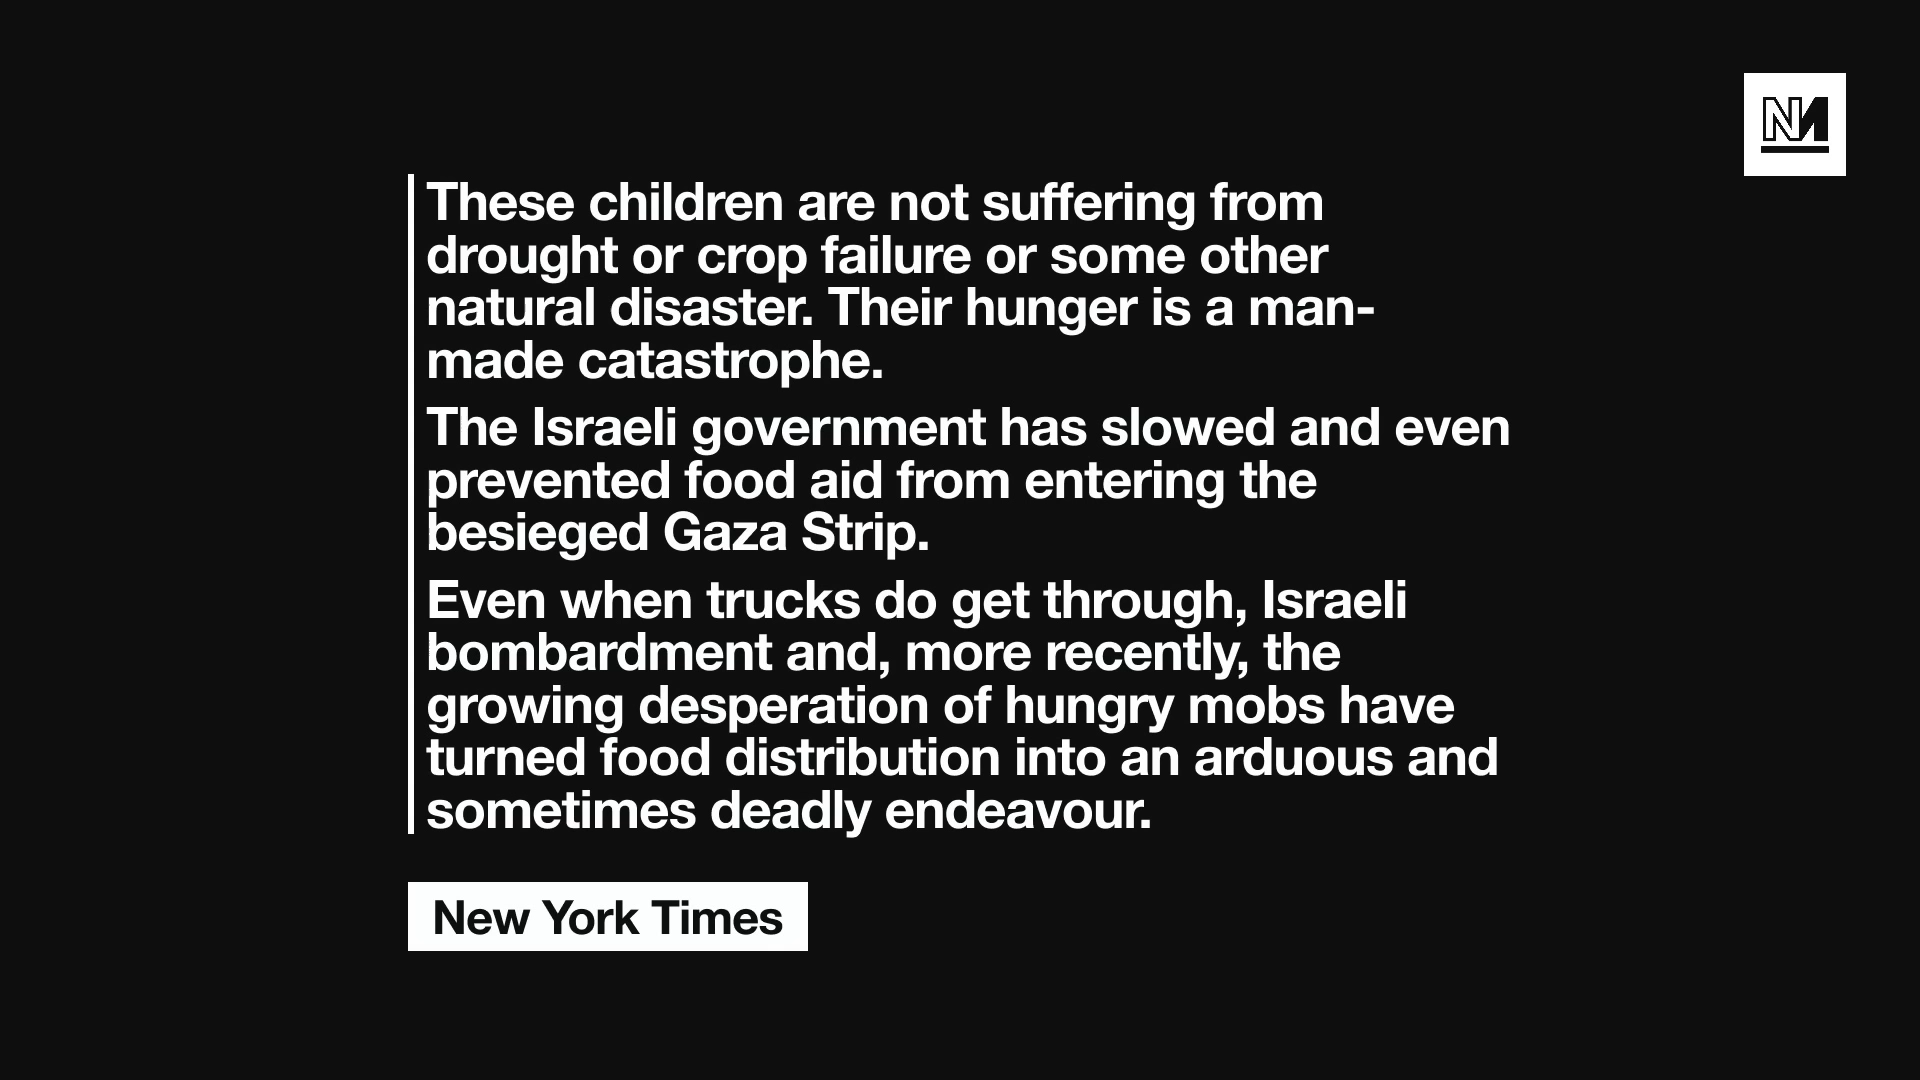 NM
These children are not suffering from
drought or crop failure or some other
natural disaster. Their hunger is a man-
made catastrophe.
The Israeli government has slowed and even
prevented food aid from entering the
besieged Gaza Strip.
Even when trucks do get through, Israeli
bombardment and, more recently, the
growing desperation of hungry mobs have
turned food distribution into an arduous and
sometimes deadly endeavour.
New York Times